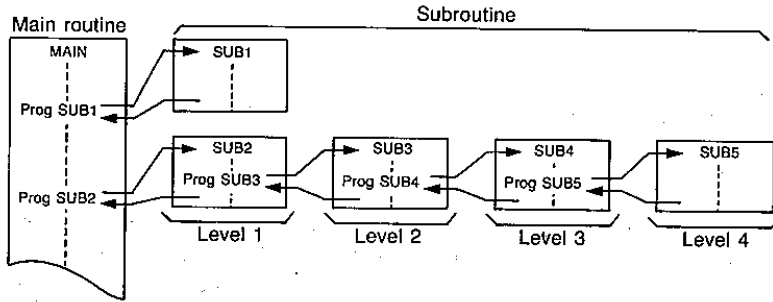 Main routine
Subroutine
MAIN
SUB1
Prog SUB1
SUB2
SUB3
SUB4
SUB5
Prog SUB2
Prog SUB3
Prog SUB4
Prog SUB5
Level 1
Level 2
Level 3
Level 4